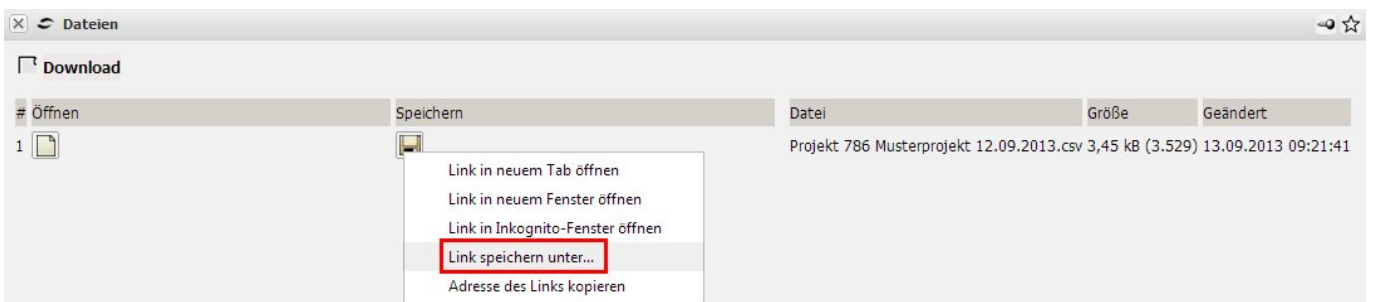 Dateien
Download
# Öffnen Speichern Datei Größe Geändert
1 Projekt 786 Musterprojekt 12.09.2013.csv 3,45 kB (3.529) 13.09.2013 09:21:41
Link in neuem Tab öffnen
Link in neuem Fenster öffnen
Link in Inkognito-Fenster öffnen
Link speichern unter...
Adresse des Links kopieren